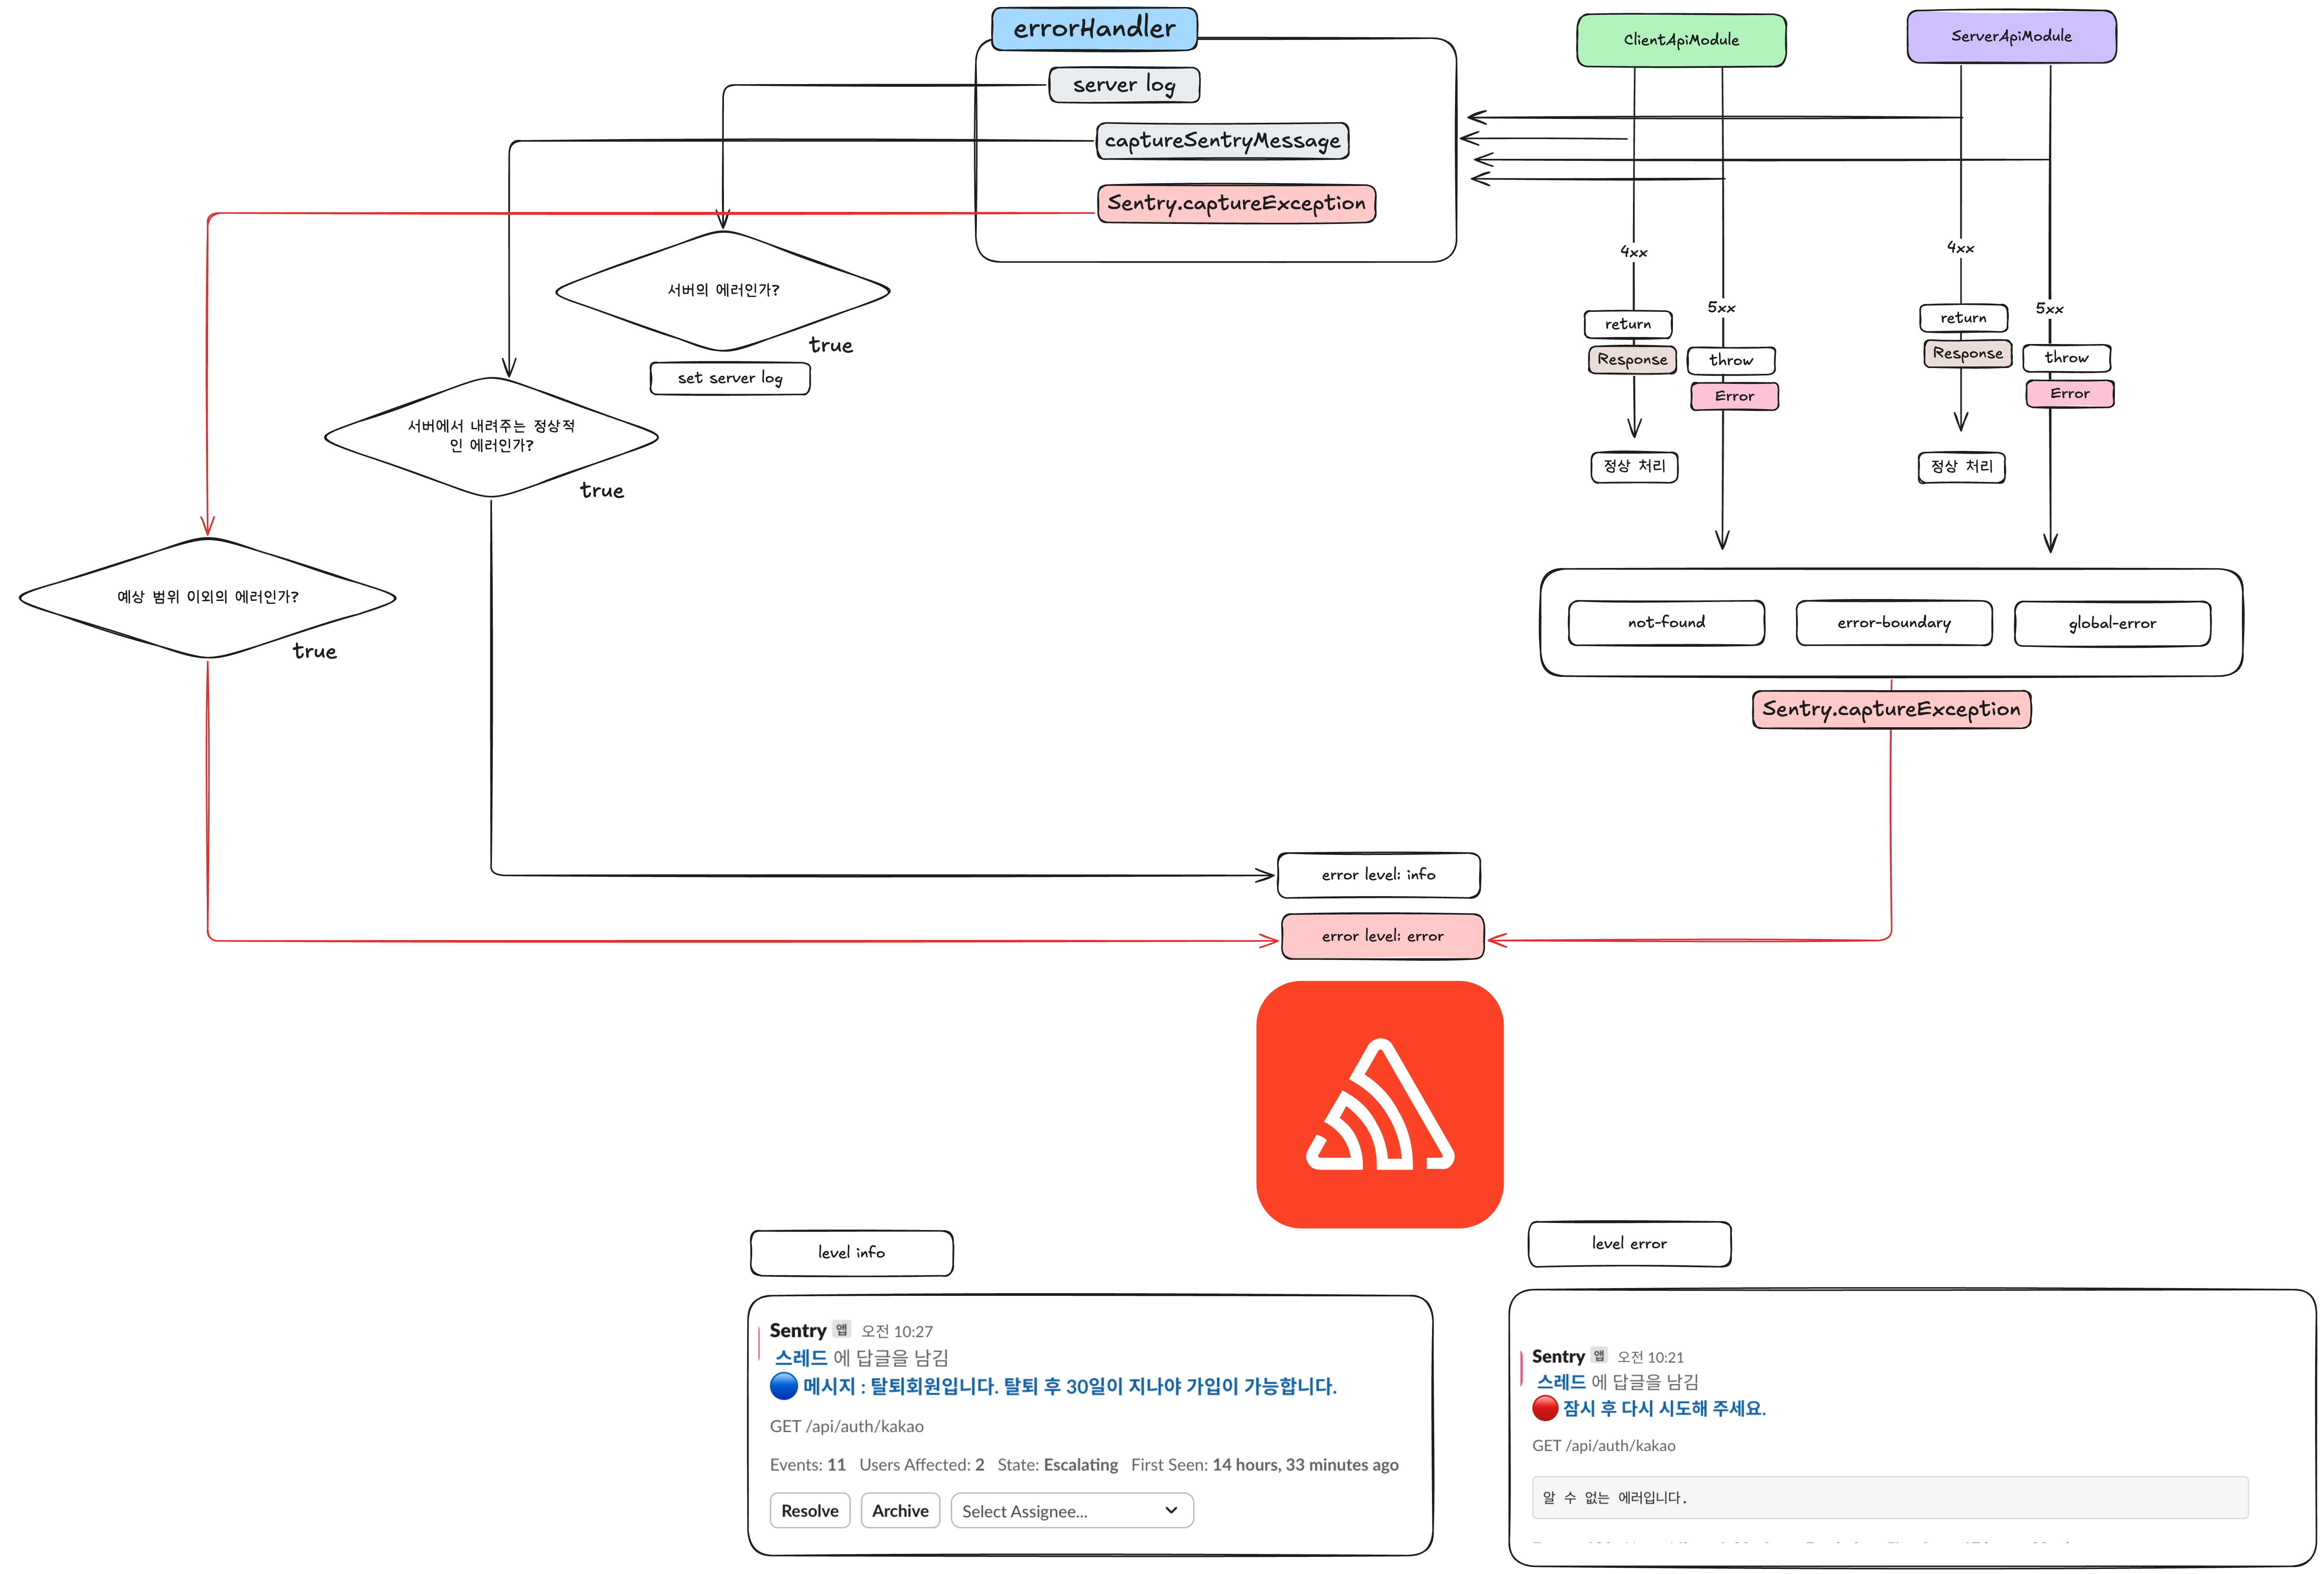 errorHandler
server log
captureSentryMessage
Sentry.captureException
ClientApiModule
ServerApiModule
서버의 에러인가?
true
set server log
서버에서 내려주는 정상적
인 에러인가?
true
예상 범위 이외의 에러인가?
true
4xx
return
Response
정상 처리
5xx
throw
Error
4xx
return
Response
정상 처리
5xx
throw
Error
not-found
error-boundary
global-error
Sentry.captureException
error level: info
error level: error
level info
Sentry 앱 오전 10:27
스레드 에 답글을 남김
메시지 : 탈퇴회원입니다. 탈퇴 후 30일이 지나야 가입이 가능합니다.
GET /api/auth/kakao
Events: 11 Users Affected: 2 State: Escalating First Seen: 14 hours, 33 minutes ago
Resolve Archive Select Assignee...
level error
Sentry 앱 오전 10:21
스레드 에 답글을 남김
잠시 후 다시 시도해 주세요.
GET /api/auth/kakao
알 수 없는 에러입니다.